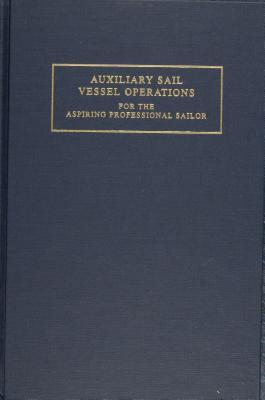 AUXILIARY SAIL
VESSEL OPERATIONS
FOR THE
ASPIRING PROFESSIONAL SAILOR